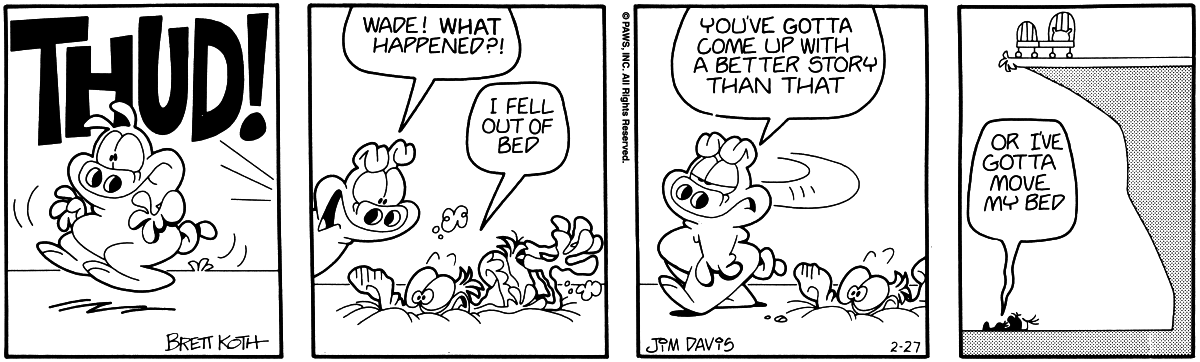 THUD!
BRETT KOTH
WADE! WHAT
HAPPENED?!
I FELL
OUT OF
BED
© PAWS, INC. All Rights Reserved.
YOU'VE GOTTA
COME UP WITH
A BETTER STORY
THAN THAT
JIM DAVIS
2-27
OR I'VE
GOTTA
MOVE
MY BED